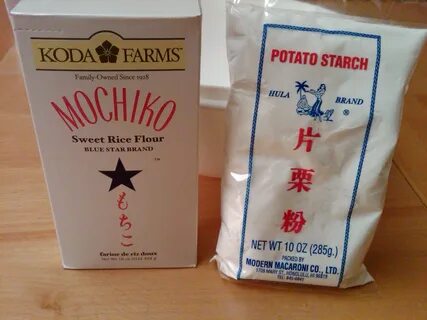 KODA FARMS
Family-Owned Since 1928
MOCHIKO
Sweet Rice Flour
BLUE STAR BRAND
TM
もちこ
farine de riz doux
POTATO STARCH
HULA BRAND
®
片
栗
粉
NET WT 10 OZ (285g.)
PACKED BY
MODERN MACARONI CO., LTD.